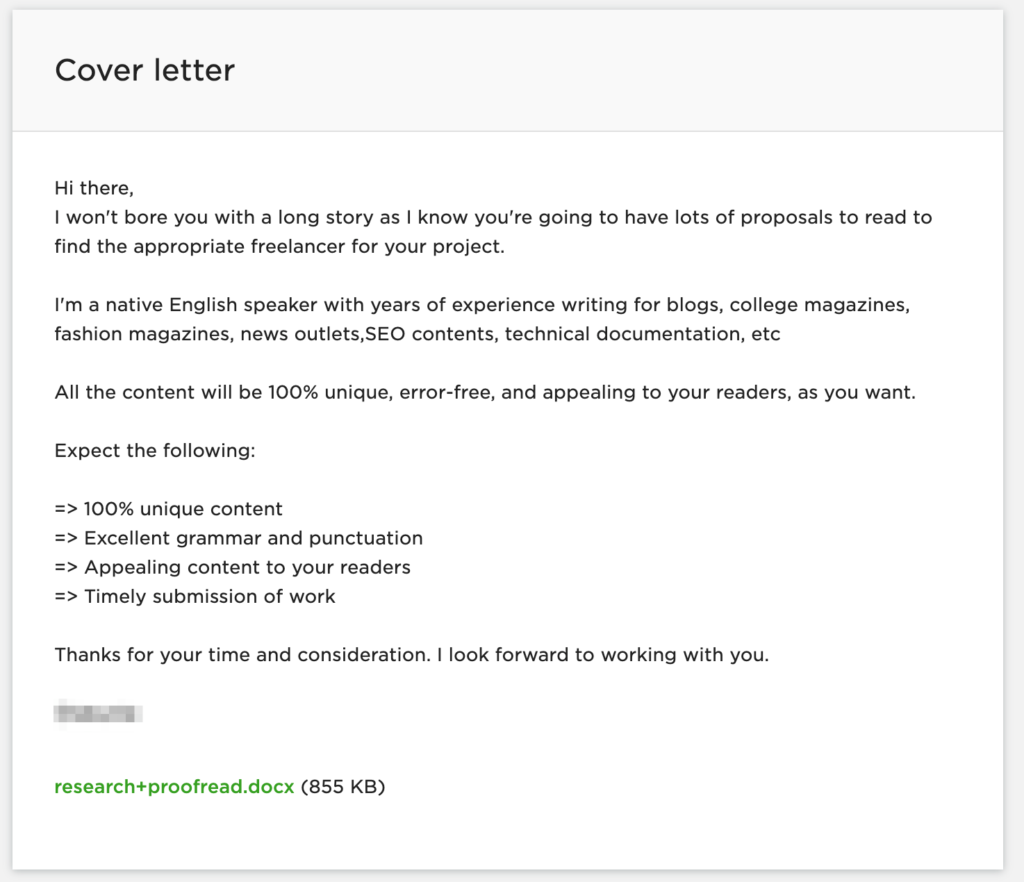 Cover letter
Hi there,
I won't bore you with a long story as I know you're going to have lots of proposals to read to
find the appropriate freelancer for your project.
I'm a native English speaker with years of experience writing for blogs, college magazines,
fashion magazines, news outlets,SEO contents, technical documentation, etc
All the content will be 100% unique, error-free, and appealing to your readers, as you want.
Expect the following:
=> 100% unique content
=> Excellent grammar and punctuation
=> Appealing content to your readers
=> Timely submission of work
Thanks for your time and consideration. I look forward to working with you.
research+proofread.docx (855 KB)